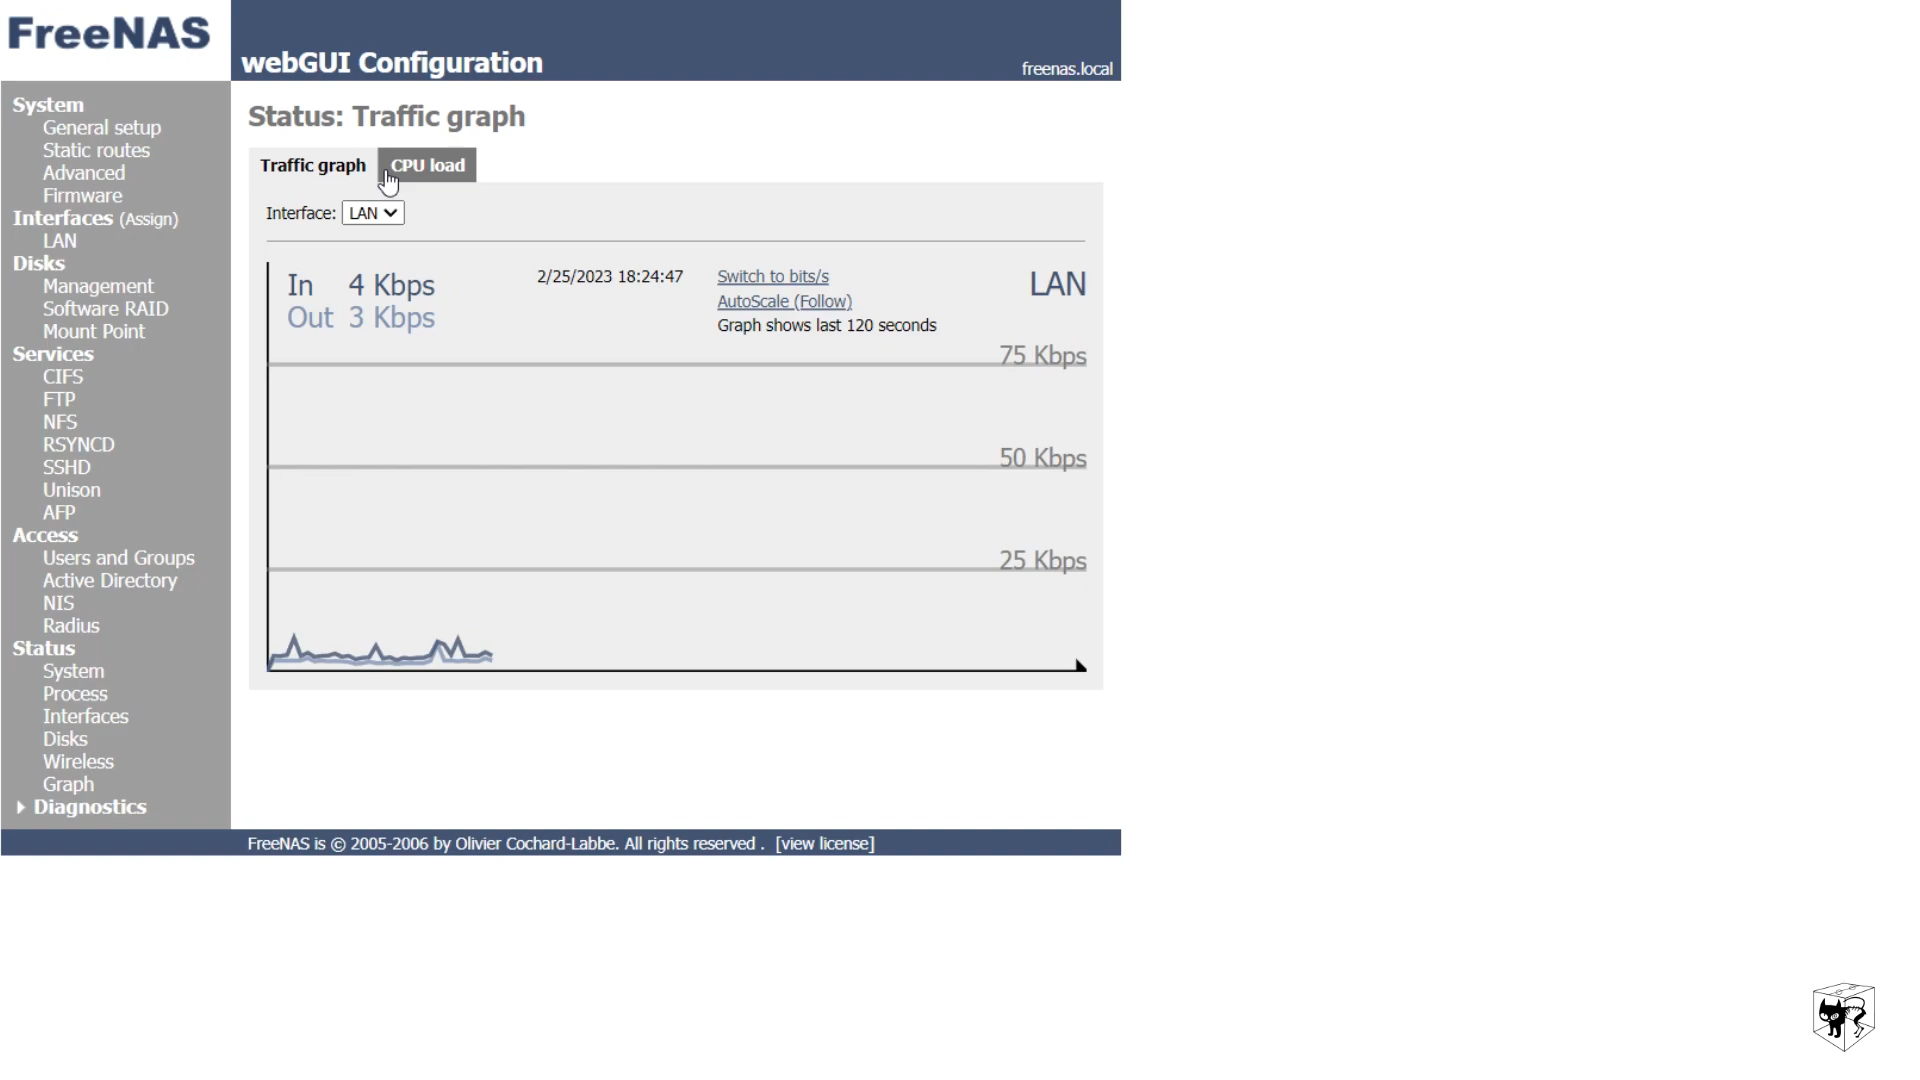 FreeNAS
webGUI Configuration
freenas.local
System
General setup
Static routes
Advanced
Firmware
Interfaces (Assign)
LAN
Disks
Management
Software RAID
Mount Point
Services
CIFS
FTP
NFS
RSYNCD
SSHD
Unison
AFP
Access
Users and Groups
Active Directory
NIS
Radius
Status
System
Process
Interfaces
Disks
Wireless
Graph
Diagnostics
Status: Traffic graph
Traffic graph
CPU load
Interface: LAN
In 4 Kbps
Out 3 Kbps
2/25/2023 18:24:47
Switch to bits/s
AutoScale (Follow)
Graph shows last 120 seconds
LAN
75 Kbps
50 Kbps
25 Kbps
FreeNAS is © 2005-2006 by Olivier Cochard-Labbe. All rights reserved . [view license]